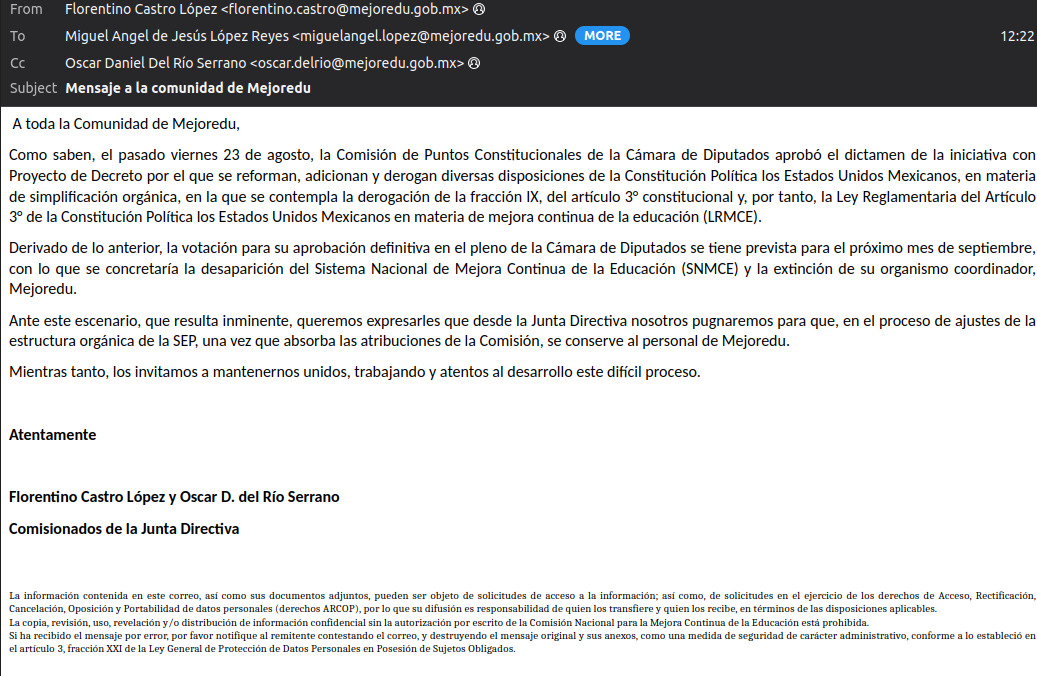 From Florentino Castro López <florentino.castro@mejoredu.gob.mx>
To Miguel Angel de Jesús López Reyes <miguelangel.lopez@mejoredu.gob.mx> MORE 12:22
Cc Oscar Daniel Del Río Serrano <oscar.delrio@mejoredu.gob.mx>
Subject Mensaje a la comunidad de Mejoredu
A toda la Comunidad de Mejoredu,
Como saben, el pasado viernes 23 de agosto, la Comisión de Puntos Constitucionales de la Cámara de Diputados aprobó el dictamen de la iniciativa con
Proyecto de Decreto por el que se reforman, adicionan y derogan diversas disposiciones de la Constitución Política los Estados Unidos Mexicanos, en materia
de simplificación orgánica, en la que se contempla la derogación de la fracción IX, del artículo 3° constitucional y, por tanto, la Ley Reglamentaria del Artículo
3° de la Constitución Política los Estados Unidos Mexicanos en materia de mejora continua de la educación (LRMCE).
Derivado de lo anterior, la votación para su aprobación definitiva en el pleno de la Cámara de Diputados se tiene prevista para el próximo mes de septiembre,
con lo que se concretaría la desaparición del Sistema Nacional de Mejora Continua de la Educación (SNMCE) y la extinción de su organismo coordinador,
Mejoredu.
Ante este escenario, que resulta inminente, queremos expresarles que desde la Junta Directiva nosotros pugnaremos para que, en el proceso de ajustes de la
estructura orgánica de la SEP, una vez que absorba las atribuciones de la Comisión, se conserve al personal de Mejoredu.
Mientras tanto, los invitamos a mantenernos unidos, trabajando y atentos al desarrollo este difícil proceso.
Atentamente
Florentino Castro López y Oscar D. del Río Serrano
Comisionados de la Junta Directiva
La información contenida en este correo, así como sus documentos adjuntos, pueden ser objeto de solicitudes de acceso a la información; así como, de solicitudes en el ejercicio de los derechos de Acceso, Rectificación,
Cancelación, Oposición y Portabilidad de datos personales (derechos ARCOP), por lo que su difusión es responsabilidad de quien los transfiere y quien los recibe, en términos de las disposiciones aplicables.
La copia, revisión, uso, revelación y/o distribución de información confidencial sin la autorización por escrito de la Comisión Nacional para la Mejora Continua de la Educación está prohibida.
Si ha recibido el mensaje por error, por favor notifique al remitente contestando el correo, y destruyendo el mensaje original y sus anexos, como una medida de seguridad de carácter administrativo, conforme a lo estableció en
el artículo 3, fracción XXI de la Ley General de Protección de Datos Personales en Posesión de Sujetos Obligados.